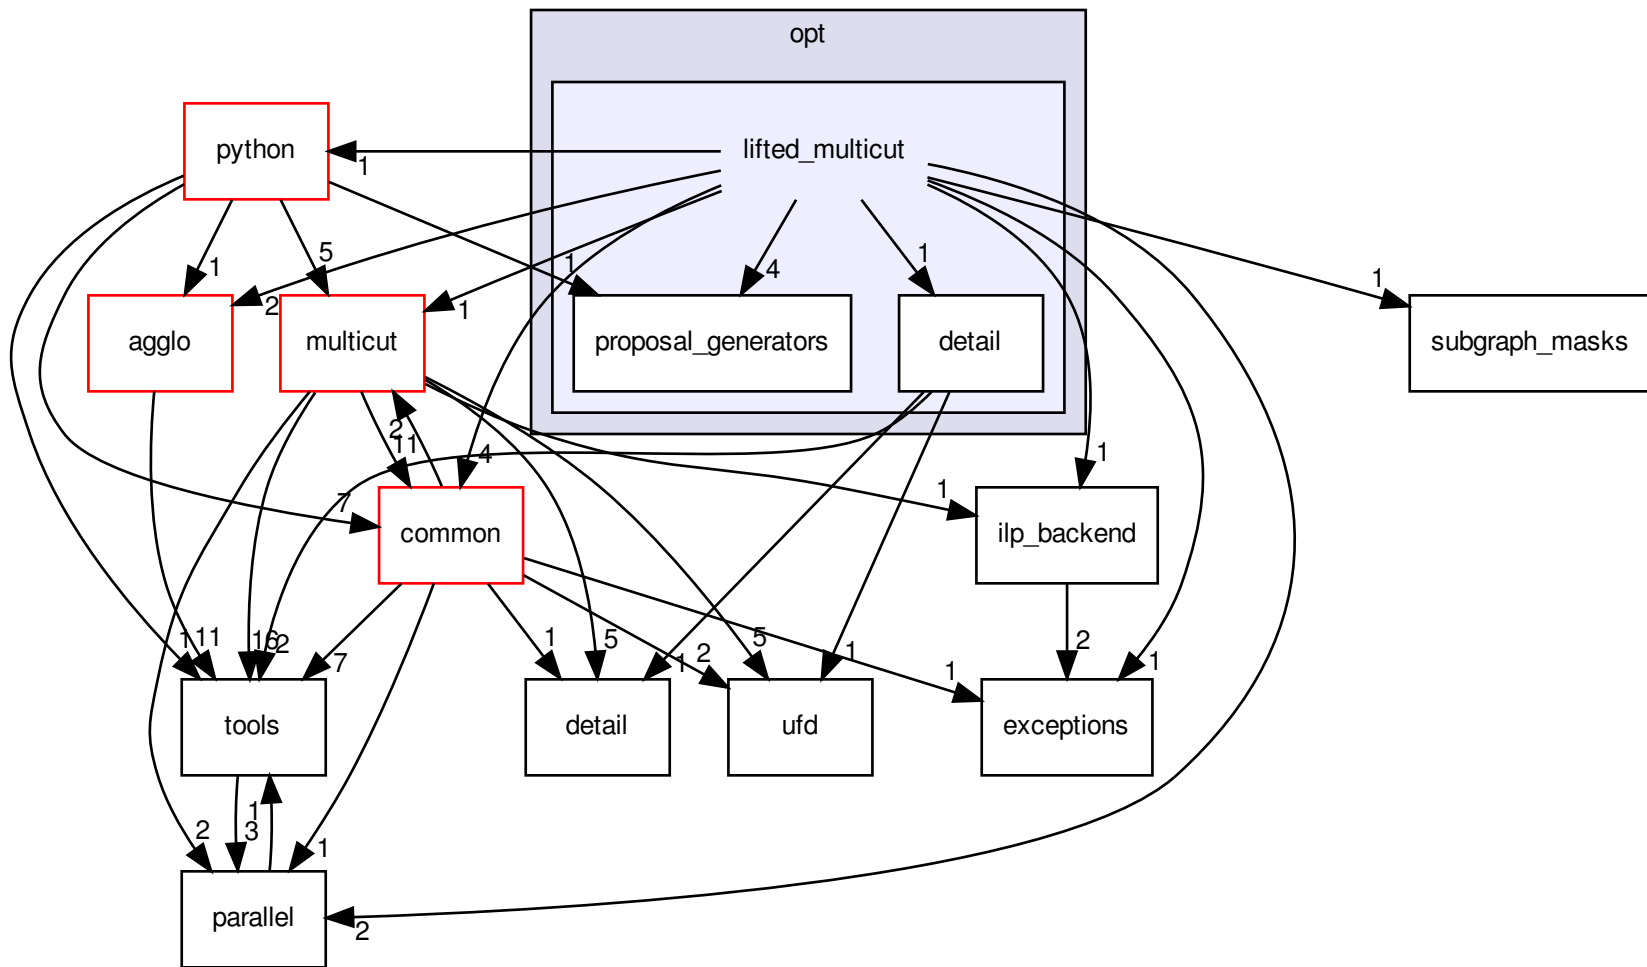 opt
python
lifted_multicut
1
5
1
2
1
1
4
1
1
agglo
multicut
proposal_generators
detail
subgraph_masks
2
11
4
1
1
7
common
ilp_backend
1
11
16
2
7
1
5
2
1
5
1
1
2
1
tools
detail
ufd
exceptions
1
2
3
1
parallel
2